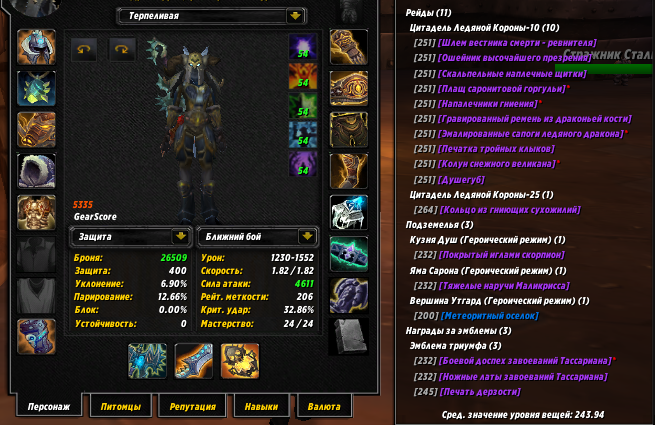 Терпеливая
54
54
54
54
54
5335
GearScore
Защита
Ближний бой
Броня: 26509
Защита: 400
Уклонение: 6.90%
Парирование: 12.66%
Блок: 0.00%
Устойчивость: 0
Урон: 1230-1552
Скорость: 1.82 / 1.82
Сила атаки: 4611
Рейт. меткости: 206
Крит. удар: 32.86%
Мастерство: 24 / 24
Персонаж
Питомцы
Репутация
Навыки
Валюта
Рейды (11)
Цитадель Ледяной Короны-10 (10)
[251] [Шлем вестника смерти - ревнителя]
[251] [Ошейник высочайшего презрения]
[251] [Скальпельные наплечные щитки]
[251] [Плащ саронитовой горгульи]*
[251] [Напалечники гниения]*
[251] [Гравированный ремень из драконьей кости]
[251] [Эмалированные сапоги ледяного дракона]*
[251] [Печатка тройных клыков]
[251] [Колун снежного великана]*
[251] [Душегуб]
Цитадель Ледяной Короны-25 (1)
[264] [Кольцо из гниющих сухожилий]
Подземелья (3)
Кузня Душ (Героический режим) (1)
[232] [Покрытый иглами скорпион]
Яма Сарона (Героический режим) (1)
[232] [Тяжелые наручи Маликрисса]
Вершина Утгард (Героический режим) (1)
[200] [Метеоритный оселок]
Награды за эмблемы (3)
Эмблема триумфа (3)
[232] [Боевой доспех завоеваний Тассариана]*
[232] [Ножные латы завоеваний Тассариана]
[245] [Печать дерзости]
Сред. значение уровня вещей: 243.94
Стражник Стал